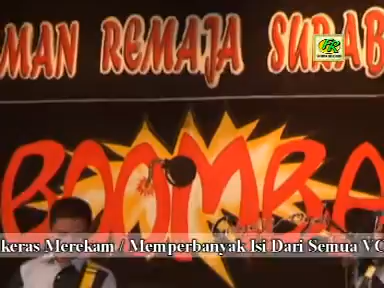 MAN REMAJA SURAB
BOOMBA
keras Merekam / Memperbanyak Isi Dari Semua VC